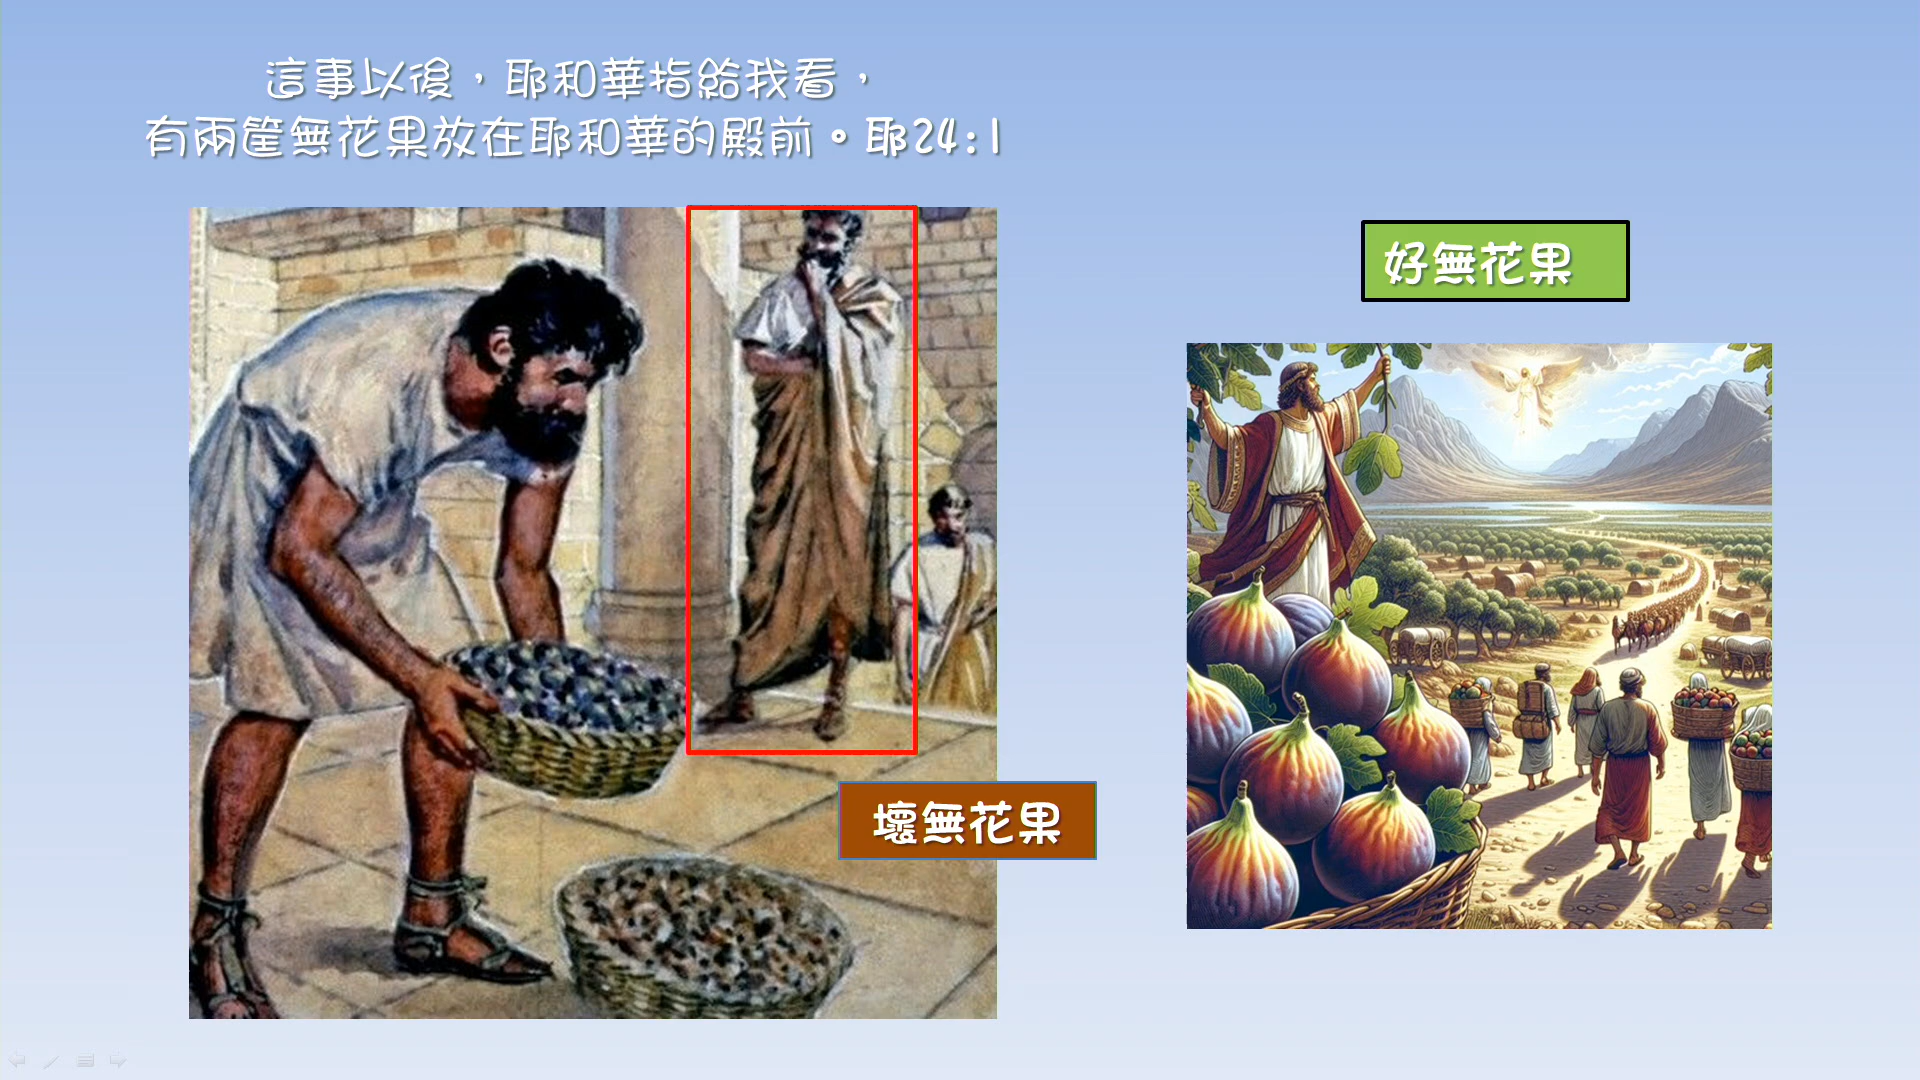 這事以後，耶和華指給我看，
有兩筐無花果放在耶和華的殿前。耶24:1
好無花果
壞無花果